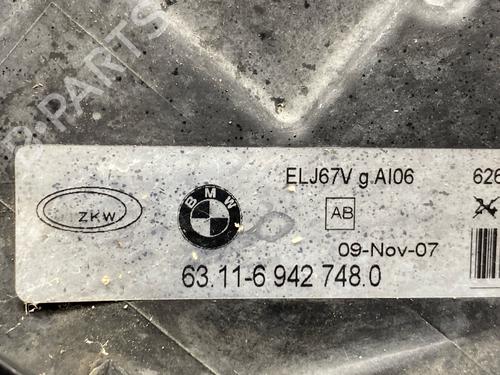 B-PARTS
ELJ67V g.AI06 626
ZKW
BMW
AB
09-Nov-07
63.11-6 942 748.0